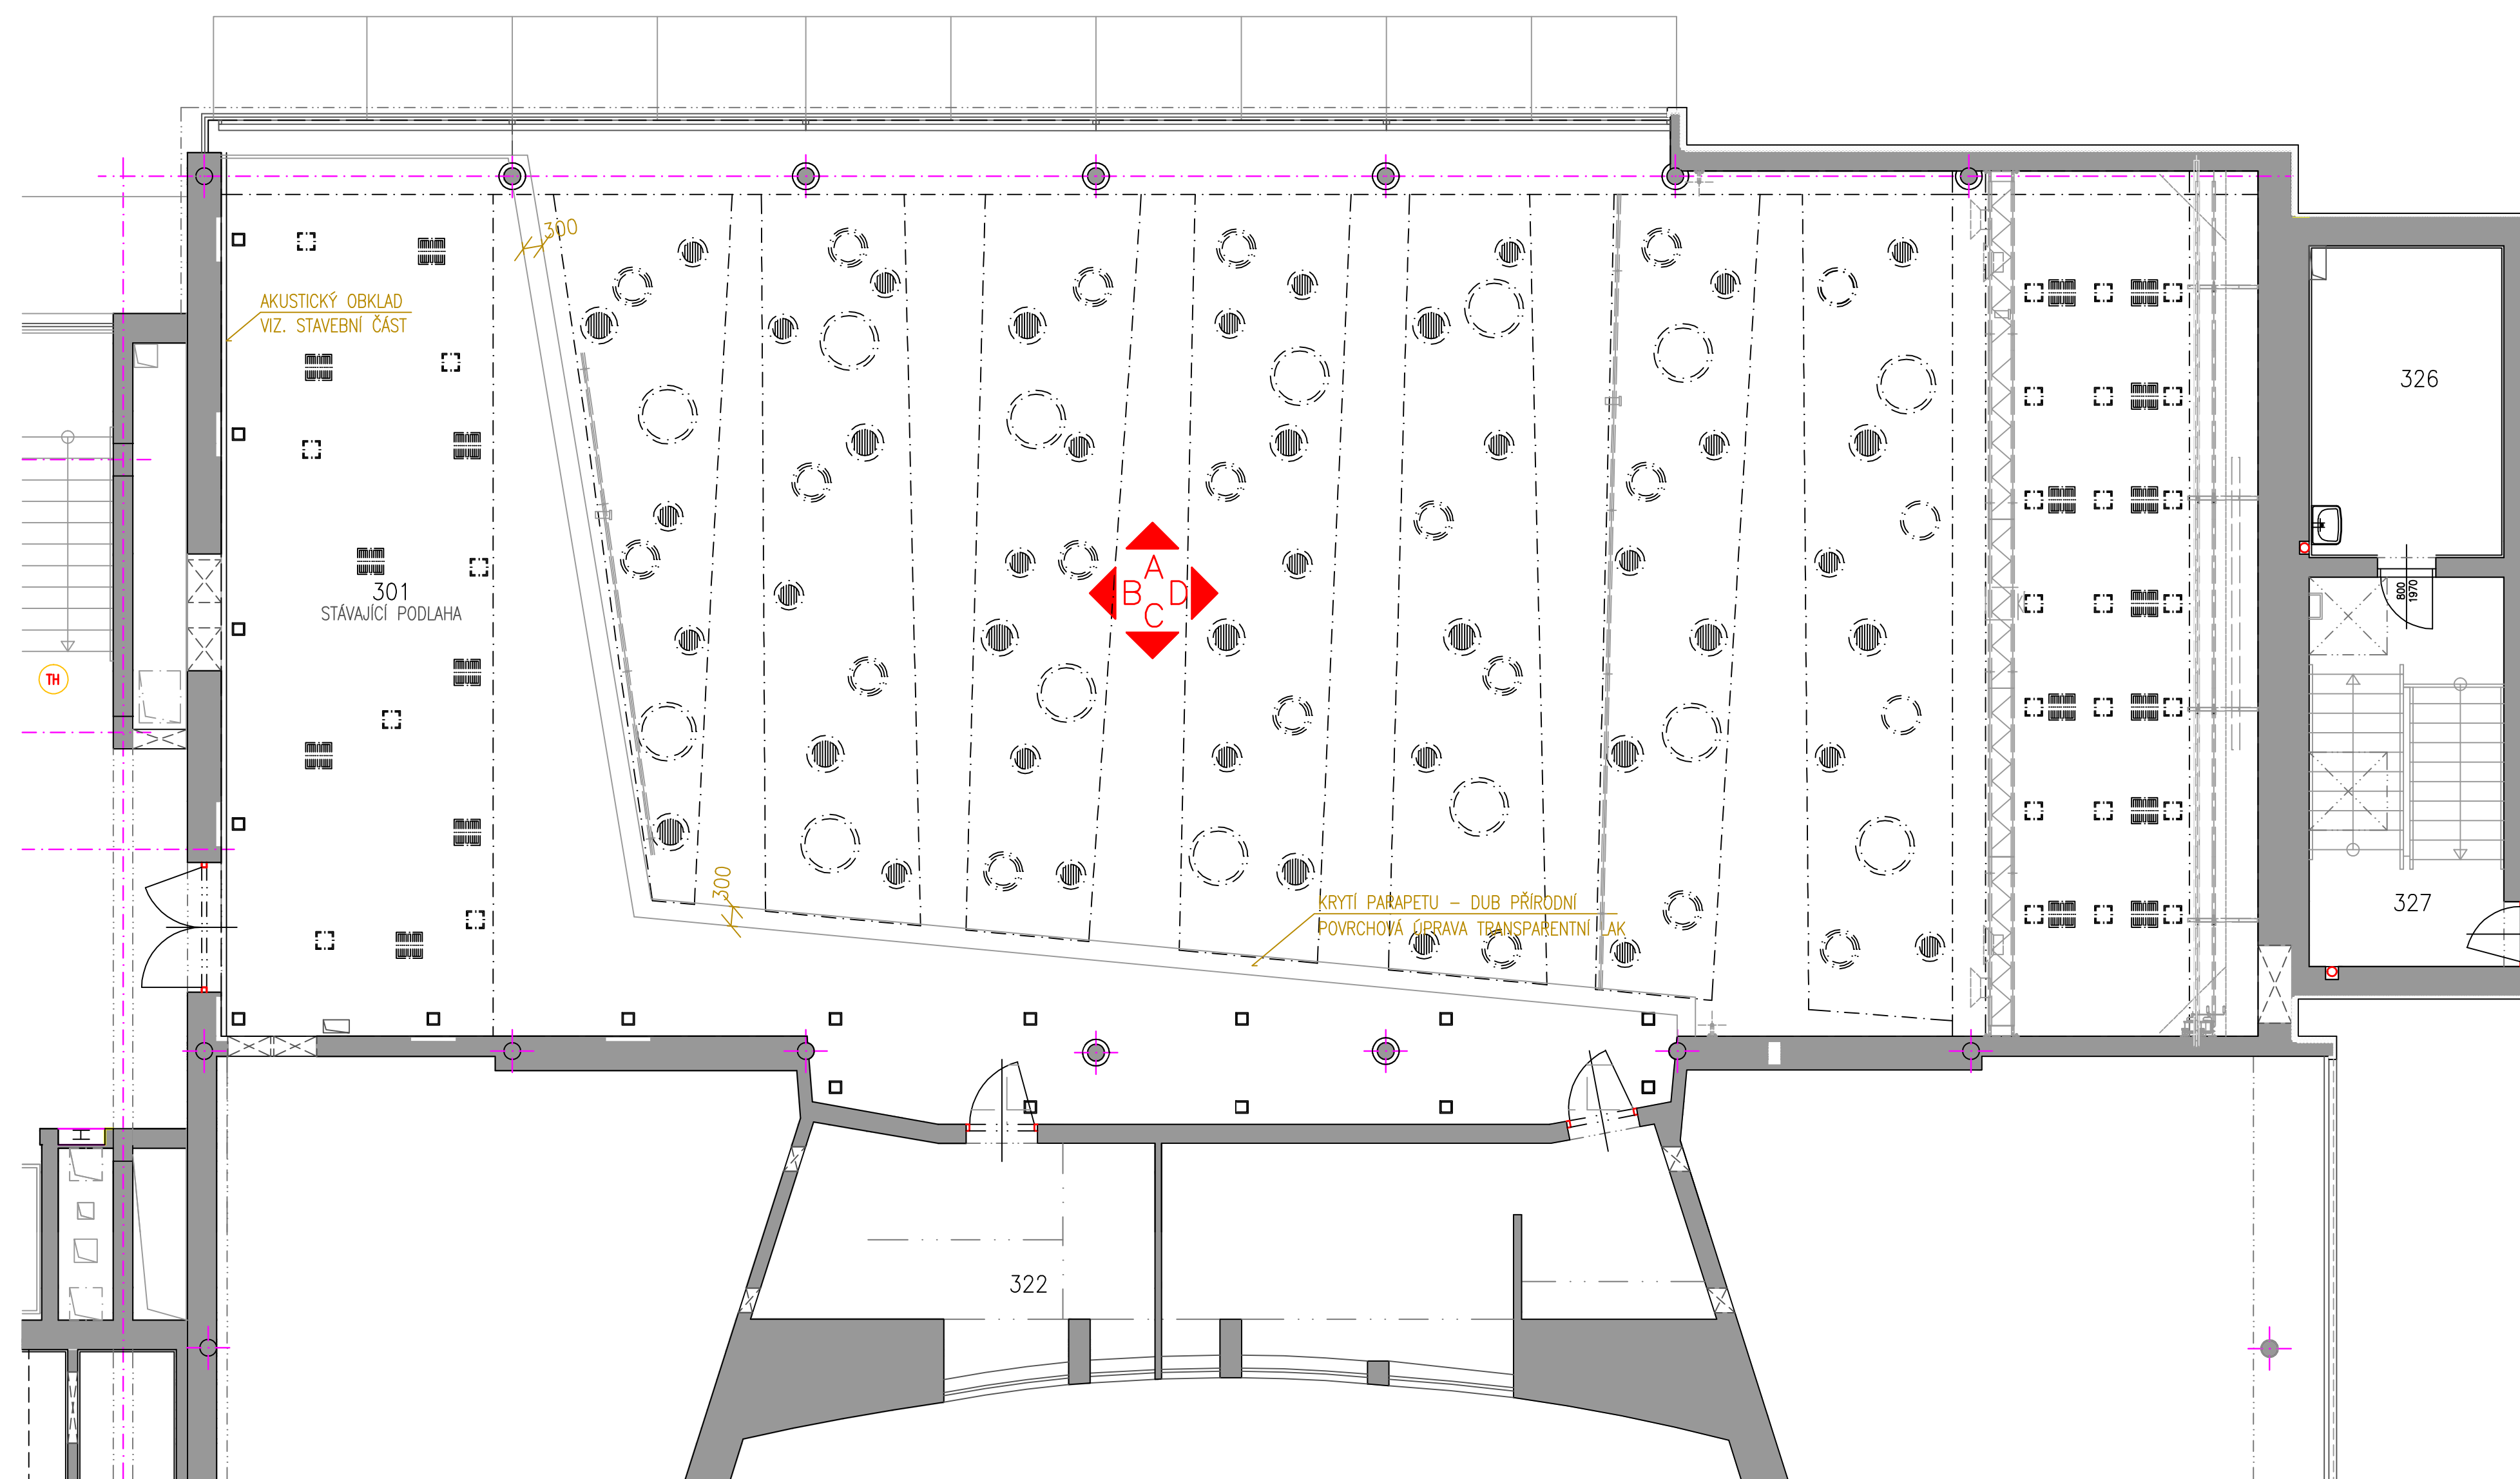 300
AKUSTICKÝ OBKLAD
VIZ. STAVEBNÍ ČÁST
326
A
B D
C
800
1970
301
STÁVAJÍCÍ PODLAHA
TH
300
KRYTÍ PARAPETU – DUB PŘÍRODNÍ
POVRCHOVÁ ÚPRAVA TRANSPARENTNÍ LAK
327
322